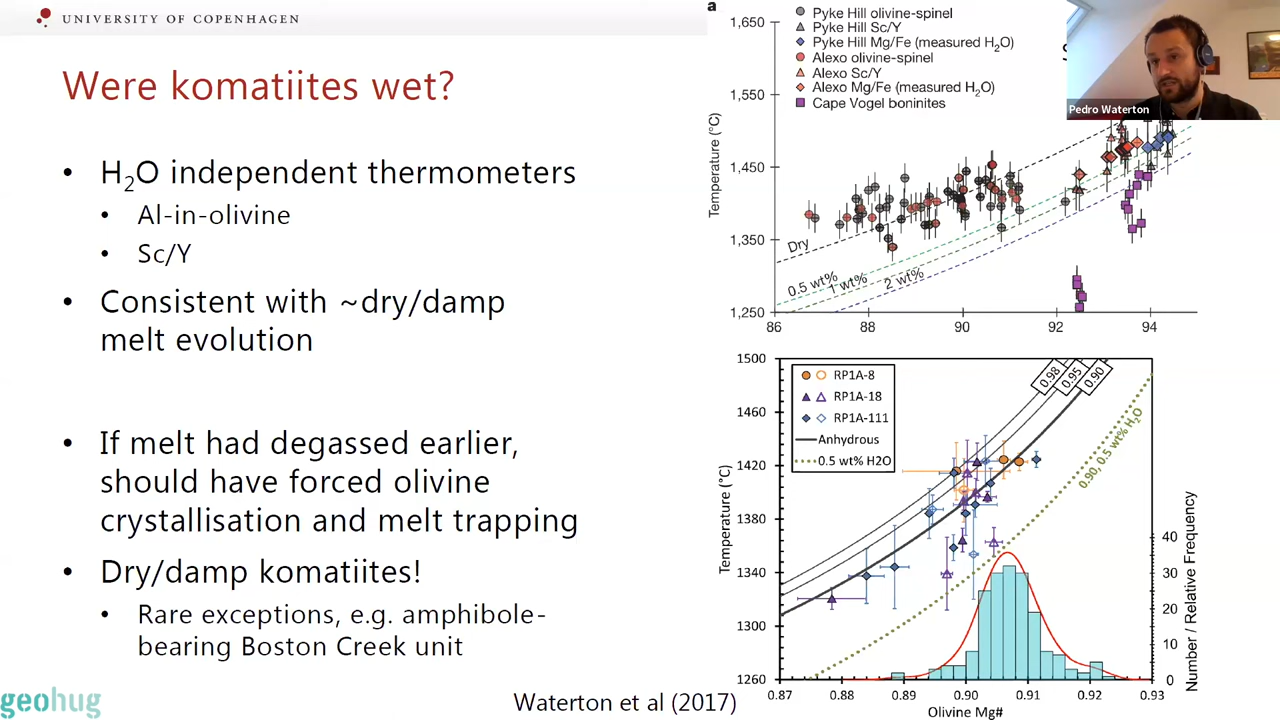 UNIVERSITY OF COPENHAGEN
Were komatiites wet?
• H2O independent thermometers
• Al-in-olivine
• Sc/Y
• Consistent with ~dry/damp
melt evolution
• If melt had degassed earlier,
should have forced olivine
crystallisation and melt trapping
• Dry/damp komatiites!
• Rare exceptions, e.g. amphibole-
bearing Boston Creek unit
geohug
Waterton et al (2017)
a
Pyke Hill olivine-spinel
Pyke Hill Sc/Y
Pyke Hill Mg/Fe (measured H2O)
Alexo olivine-spinel
Alexo Sc/Y
Alexo Mg/Fe (measured H2O)
Cape Vogel boninites
Pedro Waterton
Temperature (°C)
1,650
1,550
1,450
1,350
1,250
Dry
0.5 wt%
1 wt%
2 wt%
86 88 90 92 94
RP1A-8
RP1A-18
RP1A-111
Anhydrous
0.5 wt% H2O
0.98
0.95
0.90
0.90, 0.5 wt% H2O
Temperature (°C)
1500
1460
1420
1380
1340
1300
1260
40
30
20
10
0
Number / Relative Frequency
0.87 0.88 0.89 0.90 0.91 0.92 0.93
Olivine Mg#